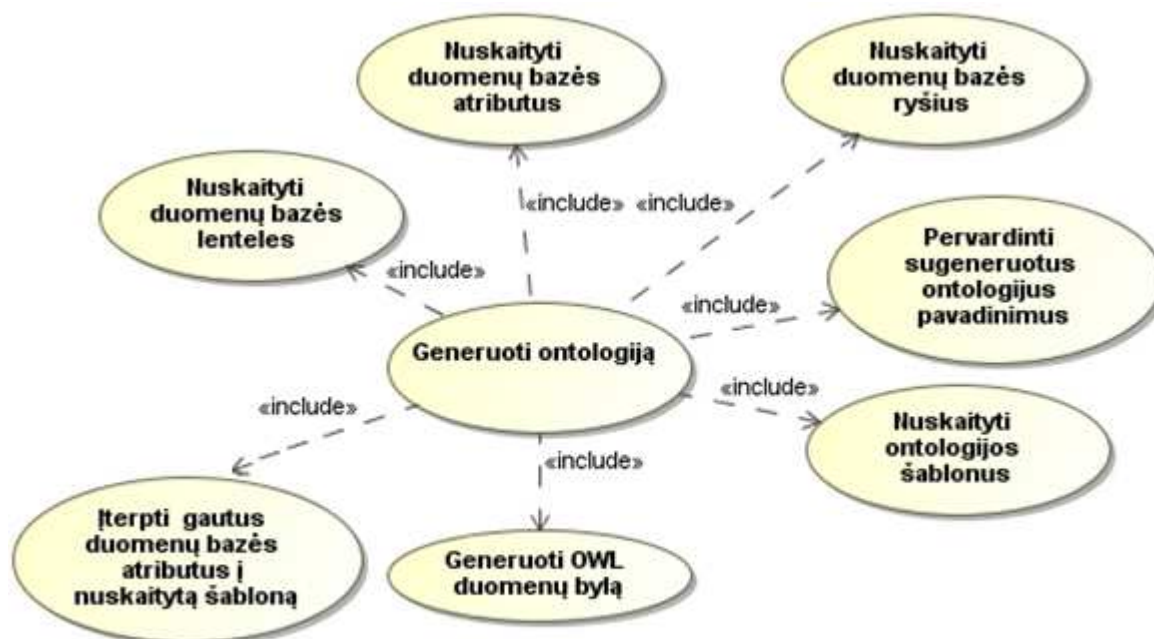 Nuskaityti
duomenų bazės
atributus
Nuskaityti
duomenų bazės
ryšius
Nuskaityti
duomenų bazės
lenteles
«include» «include»
«include»
Pervardinti
sugeneruotus
ontologijus
pavadinimus
«include»
Generuoti ontologiją
«include»
«include»
Nuskaityti
ontologijos
šablonus
«include»
Įterpti gautus
duomenų bazės
atributus į
nuskaitytą šabloną
Generuoti OWL
duomenų bylą